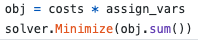 obj = costs * assign_vars
solver.Minimize(obj.sum())